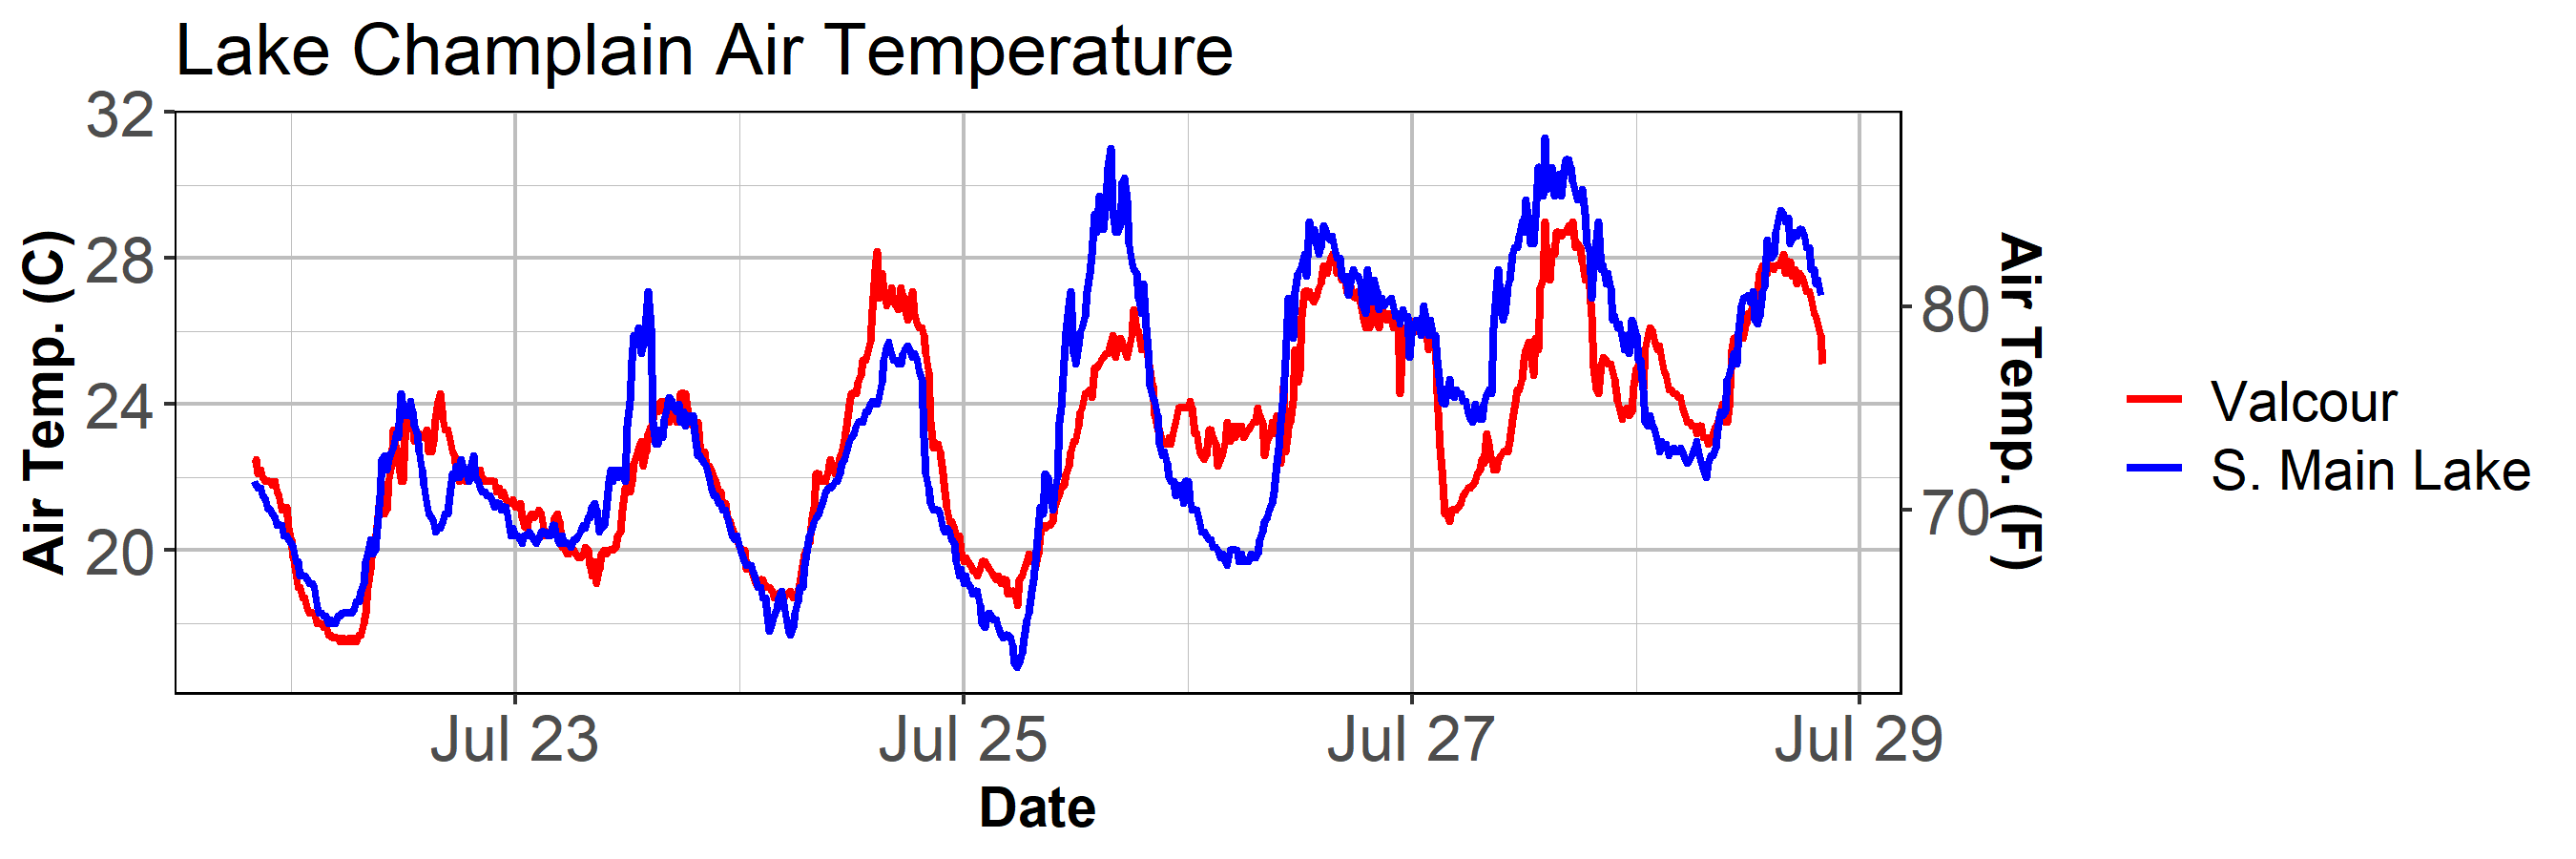 Lake Champlain Air Temperature
Air Temp. (C)
32
28
24
20
Air Temp. (F)
80
70
Jul 23
Jul 25
Jul 27
Jul 29
Date
Valcour
S. Main Lake